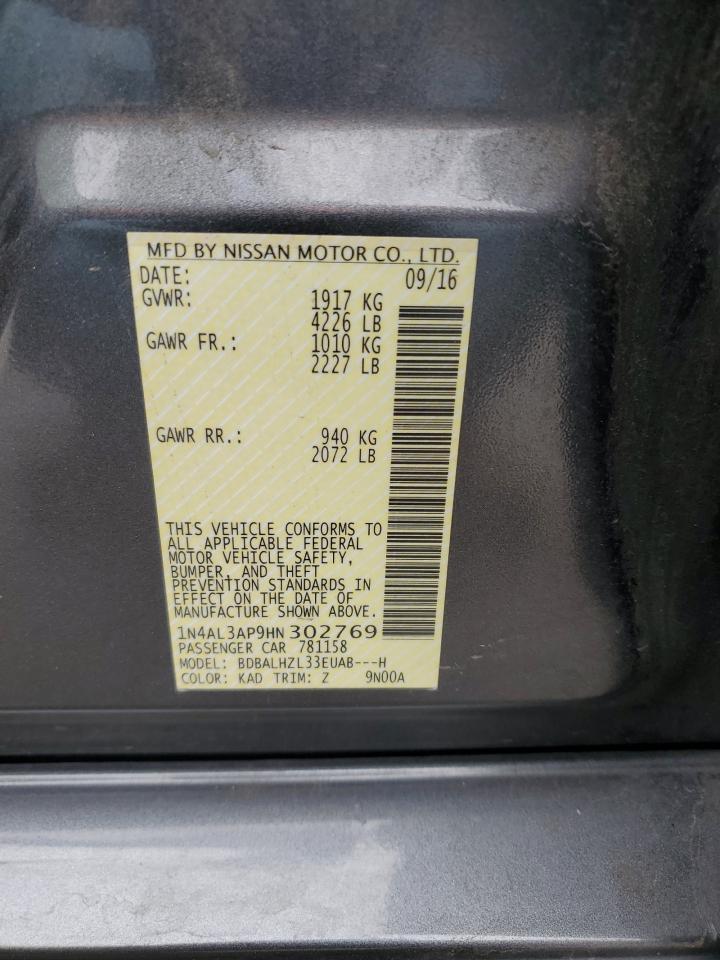 MFD BY NISSAN MOTOR CO., LTD.
DATE: 09/16
GVWR: 1917 KG
4226 LB
GAWR FR.: 1010 KG
2227 LB
GAWR RR.: 940 KG
2072 LB
THIS VEHICLE CONFORMS TO
ALL APPLICABLE FEDERAL
MOTOR VEHICLE SAFETY,
BUMPER, AND THEFT
PREVENTION STANDARDS IN
EFFECT ON THE DATE OF
MANUFACTURE SHOWN ABOVE.
1N4AL3AP9HN302769
PASSENGER CAR 781158
MODEL: BDBALHZL33EUAB---H
COLOR: KAD TRIM: Z 9N00A